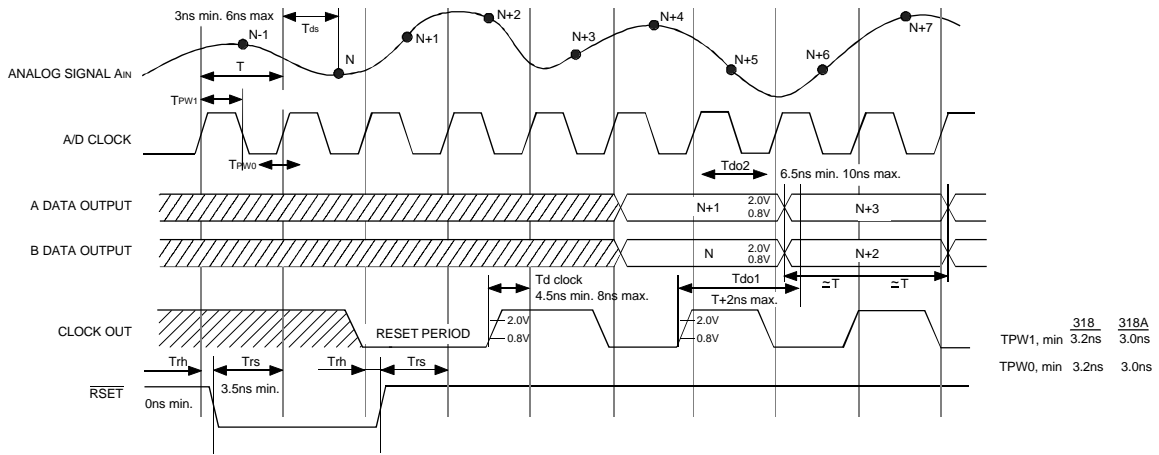 3ns min. 6ns max
Tds
N-1
N
N+1
N+2
N+3
N+4
N+5
N+6
N+7
ANALOG SIGNAL AIN
T
TPW1
A/D CLOCK
TPW0
Tdo2
6.5ns min. 10ns max.
A DATA OUTPUT
N+1
2.0V
0.8V
N+3
B DATA OUTPUT
N
2.0V
0.8V
N+2
Td clock
4.5ns min. 8ns max.
Tdo1
T+2ns max.
≃T
≃T
CLOCK OUT
RESET PERIOD
2.0V
0.8V
2.0V
0.8V
318 318A
TPW1, min 3.2ns 3.0ns
TPW0, min 3.2ns 3.0ns
Trh
Trs
Trh
Trs
RSET
0ns min.
3.5ns min.